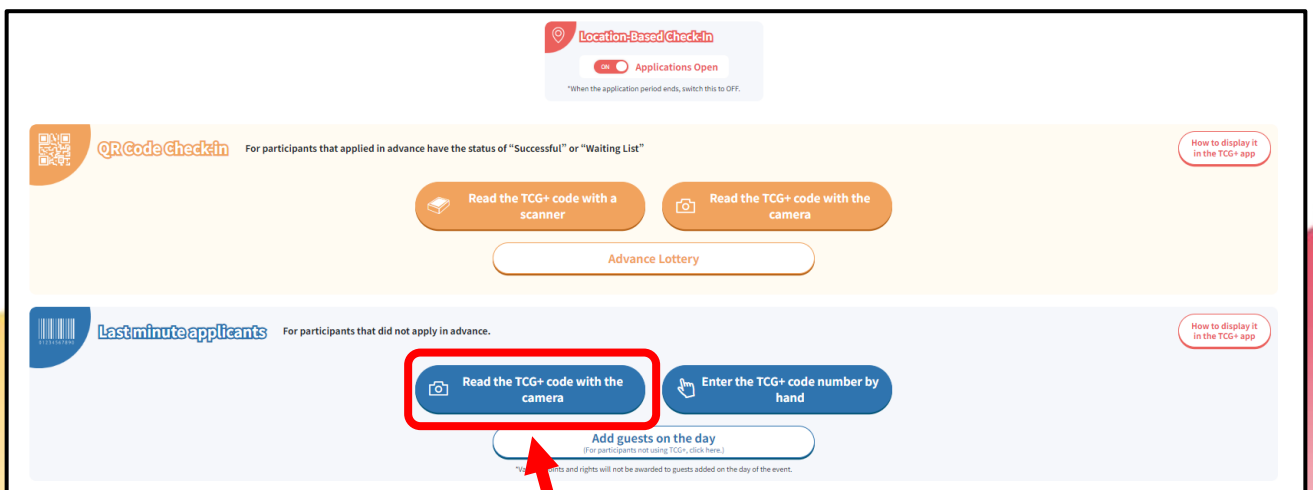 Location-Based Check-In
ON Applications Open
*When the application period ends, switch this to OFF.
QR Code Check-in For participants that applied in advance have the status of “Successful” or “Waiting List”
How to display it
in the TCG+ app
Read the TCG+ code with a
scanner
Read the TCG+ code with the
camera
Advance Lottery
Last minute applicants For participants that did not apply in advance.
How to display it
in the TCG+ app
Read the TCG+ code with the
camera
Enter the TCG+ code number by
hand
Add guests on the day
(For participants not using TCG+, click here.)
and rights will not be awarded to guests added on the day of the event.